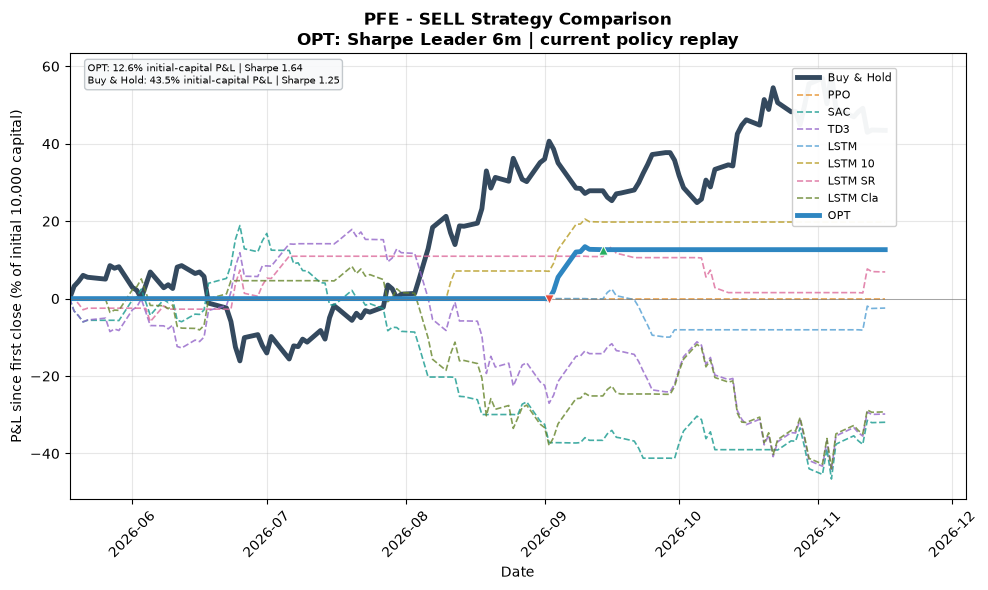 PFE - SELL Strategy Comparison
OPT: Sharpe Leader 6m | current policy replay
OPT: 12.6% initial-capital P&L | Sharpe 1.64
Buy & Hold: 43.5% initial-capital P&L | Sharpe 1.25
Buy & Hold
PPO
SAC
TD3
LSTM
LSTM 10
LSTM SR
LSTM Cla
OPT
P&L since first close (% of initial 10,000 capital)
60
40
20
0
−20
−40
2026-06
2026-07
2026-08
2026-09
2026-10
2026-11
2026-12
Date